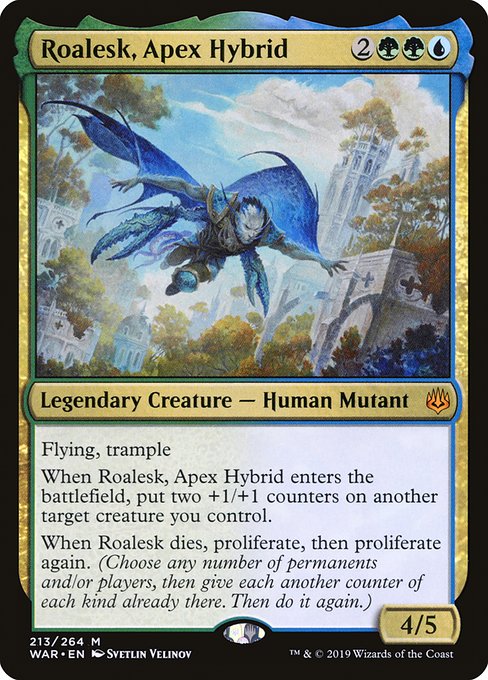 Roalesk, Apex Hybrid 2
Legendary Creature — Human Mutant
Flying, trample
When Roalesk, Apex Hybrid enters the
battlefield, put two +1/+1 counters on another
target creature you control.
When Roalesk dies, proliferate, then proliferate
again. (Choose any number of permanents
and/or players, then give each another counter of
each kind already there. Then do it again.)
4/5
213/264 M
WAR • EN Svetlin Velinov
™ & © 2019 Wizards of the Coast